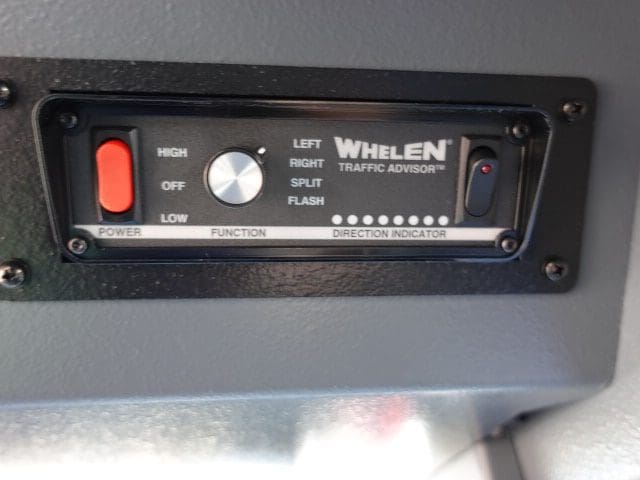 HIGH
OFF
LOW
POWER
FUNCTION
LEFT
RIGHT
SPLIT
FLASH
WHELEN®
TRAFFIC ADVISOR™
DIRECTION INDICATOR